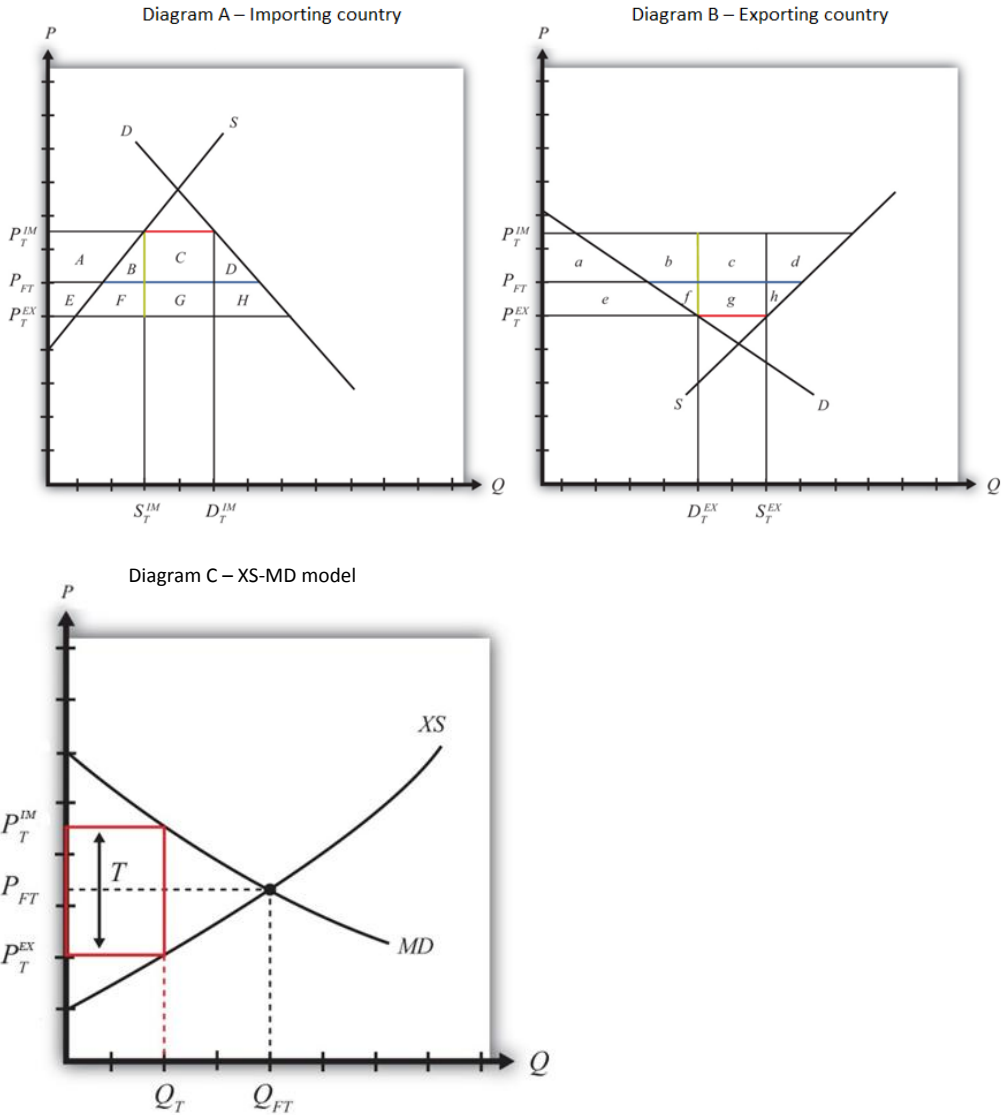 Diagram A – Importing country
P
D
S
P_T^IM
A
B
C
D
P_FT
E
F
G
H
P_T^EX
Q
S_T^IM D_T^IM
Diagram B – Exporting country
P
P_T^IM
a
b
c
d
P_FT
e
f
g
h
P_T^EX
S
D
Q
D_T^EX S_T^EX
Diagram C – XS-MD model
P
XS
P_T^IM
T
P_FT
P_T^EX
MD
Q
Q_T Q_FT